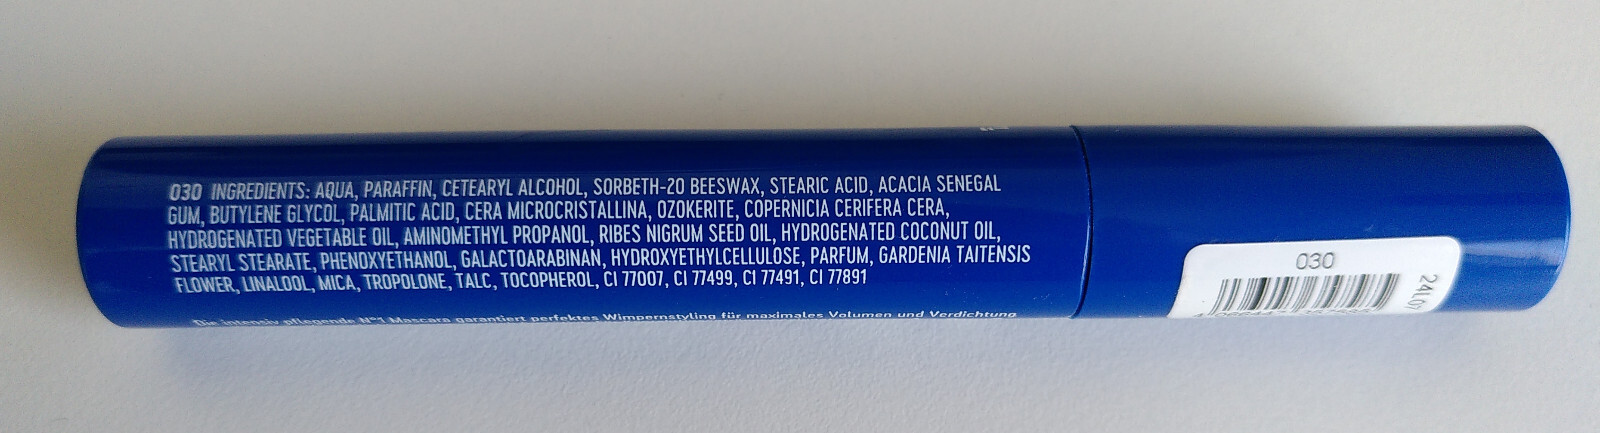 030 INGREDIENTS: AQUA, PARAFFIN, CETEARYL ALCOHOL, SORBETH-20 BEESWAX, STEARIC ACID, ACACIA SENEGAL
GUM, BUTYLENE GLYCOL, PALMITIC ACID, CERA MICROCRISTALLINA, OZOKERITE, COPERNICIA CERIFERA CERA,
HYDROGENATED VEGETABLE OIL, AMINOMETHYL PROPANOL, RIBES NIGRUM SEED OIL, HYDROGENATED COCONUT OIL,
STEARYL STEARATE, PHENOXYETHANOL, GALACTOARABINAN, HYDROXYETHYLCELLULOSE, PARFUM, GARDENIA TAITENSIS
FLOWER, LINALOOL, MICA, TROPOLONE, TALC, TOCOPHEROL, CI 77007, CI 77499, CI 77491, CI 77891
Die intensiv pflegende N°1 Mascara garantiert perfektes Wimpernstyling für maximales Volumen und Verdichtung
030